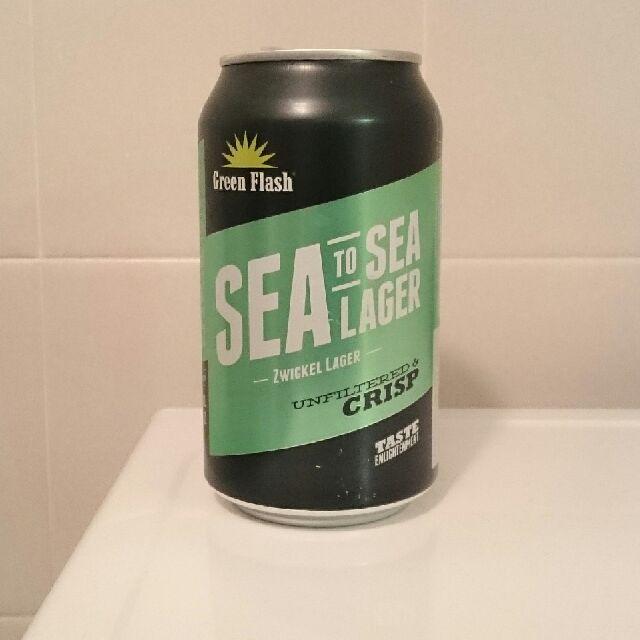 Green Flash
SEA TO SEA
LAGER
ZWICKEL LAGER
UNFILTERED &
CRISP
TASTE
ENLIGHTENMENT